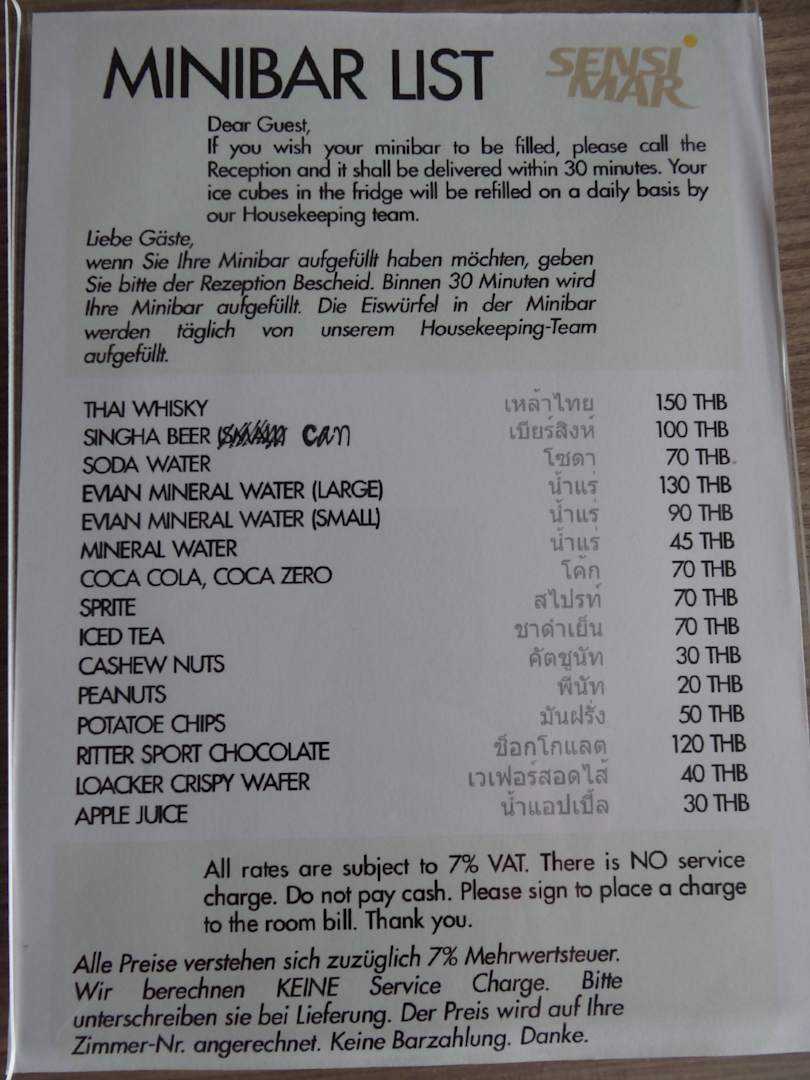 MINIBAR LIST
SENSI
MAR
Dear Guest,
If you wish your minibar to be filled, please call the
Reception and it shall be delivered within 30 minutes. Your
ice cubes in the fridge will be refilled on a daily basis by
our Housekeeping team.
Liebe Gäste,
wenn Sie Ihre Minibar aufgefüllt haben möchten, geben
Sie bitte der Rezeption Bescheid. Binnen 30 Minuten wird
Ihre Minibar aufgefüllt. Die Eiswürfel in der Minibar
werden täglich von unserem Housekeeping-Team
aufgefüllt.
THAI WHISKY เหล้าไทย 150 THB
SINGHA BEER can เบียร์สิงห์ 100 THB
SODA WATER โซดา 70 THB
EVIAN MINERAL WATER (LARGE) น้ำแร่ 130 THB
EVIAN MINERAL WATER (SMALL) น้ำแร่ 90 THB
MINERAL WATER น้ำแร่ 45 THB
COCA COLA, COCA ZERO โค้ก 70 THB
SPRITE สไปรท์ 70 THB
ICED TEA ชาดำเย็น 70 THB
CASHEW NUTS คัตชูนัท 30 THB
PEANUTS พีนัท 20 THB
POTATOE CHIPS มันฝรั่ง 50 THB
RITTER SPORT CHOCOLATE ช็อกโกแลด 120 THB
LOACKER CRISPY WAFER เวเฟอร์สอดไส้ 40 THB
APPLE JUICE น้ำแอปเปิ้ล 30 THB
All rates are subject to 7% VAT. There is NO service
charge. Do not pay cash. Please sign to place a charge
to the room bill. Thank you.
Alle Preise verstehen sich zuzüglich 7% Mehrwertsteuer.
Wir berechnen KEINE Service Charge. Bitte
unterschreiben sie bei Lieferung. Der Preis wird auf Ihre
Zimmer-Nr. angerechnet. Keine Barzahlung. Danke.